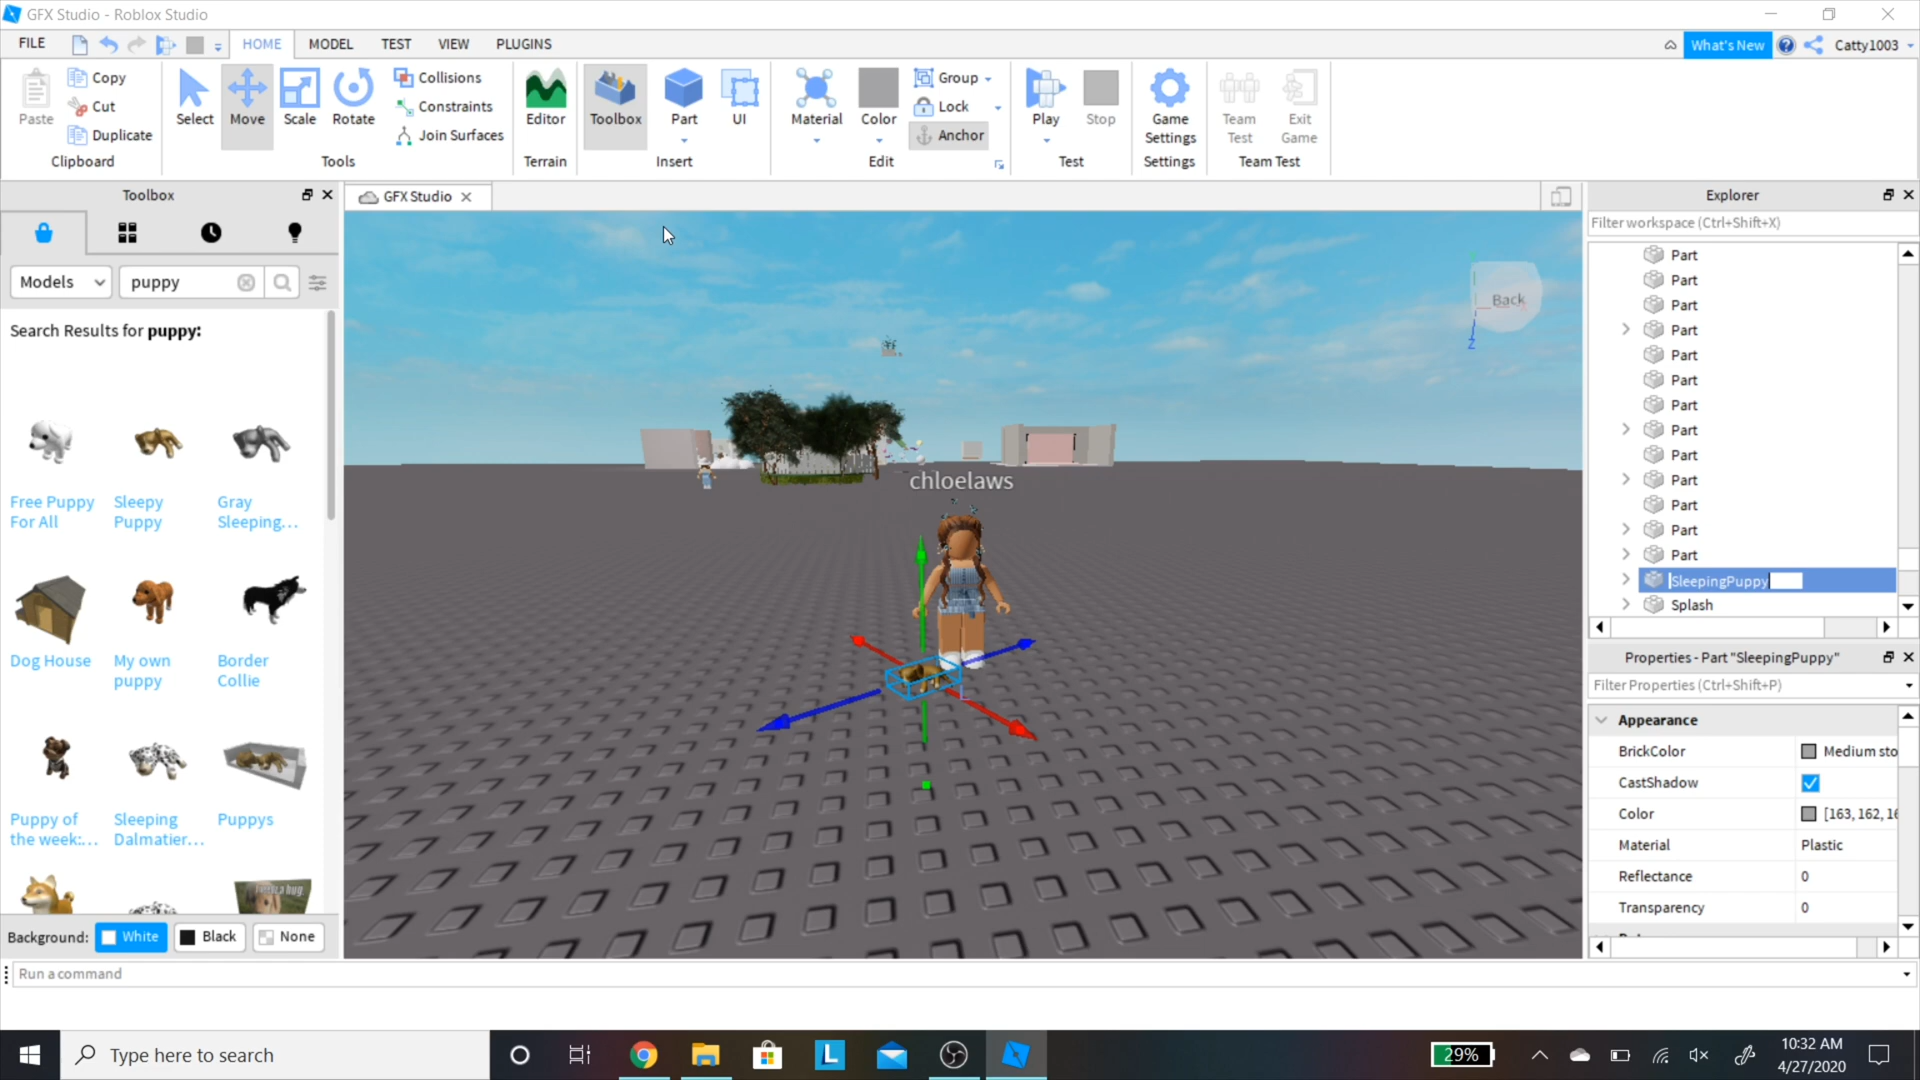 GFX Studio - Roblox Studio
FILE
HOME
MODEL
TEST
VIEW
PLUGINS
What's New
Catty1003
Paste
Copy
Cut
Duplicate
Clipboard
Select
Move
Scale
Rotate
Collisions
Constraints
Join Surfaces
Tools
Editor
Terrain
Toolbox
Part
UI
Insert
Material
Color
Group
Lock
Anchor
Edit
Play
Stop
Test
Game Settings
Settings
Team Test
Exit Game
Team Test
Toolbox
Models
puppy
Search Results for puppy:
Free Puppy For All
Sleepy Puppy
Gray Sleeping...
Dog House
My own puppy
Border Collie
Puppy of the week:...
Sleeping Dalmatier...
Puppys
Background:
White
Black
None
Run a command
GFX Studio
Back
Z
chloelaws
Explorer
Filter workspace (Ctrl+Shift+X)
Part
Part
Part
Part
Part
Part
Part
Part
Part
Part
Part
Part
Part
SleepingPuppy
Splash
Properties - Part "SleepingPuppy"
Filter Properties (Ctrl+Shift+P)
Appearance
BrickColor
Medium sto
CastShadow
Color
[163, 162, 16
Material
Plastic
Reflectance
0
Transparency
0
Type here to search
L
29%
10:32 AM
4/27/2020